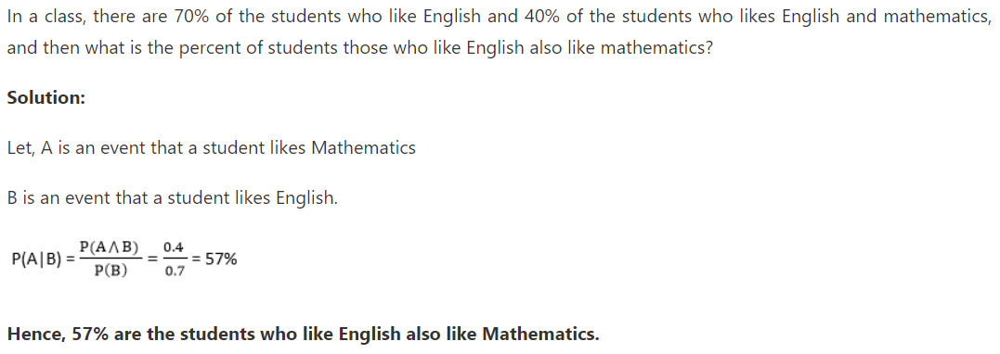 In a class, there are 70% of the students who like English and 40% of the students who likes English and mathematics,
and then what is the percent of students those who like English also like mathematics?
Solution:
Let, A is an event that a student likes Mathematics
B is an event that a student likes English.
P(A|B) = P(A⋀B) / P(B) = 0.4 / 0.7 = 57%
Hence, 57% are the students who like English also like Mathematics.